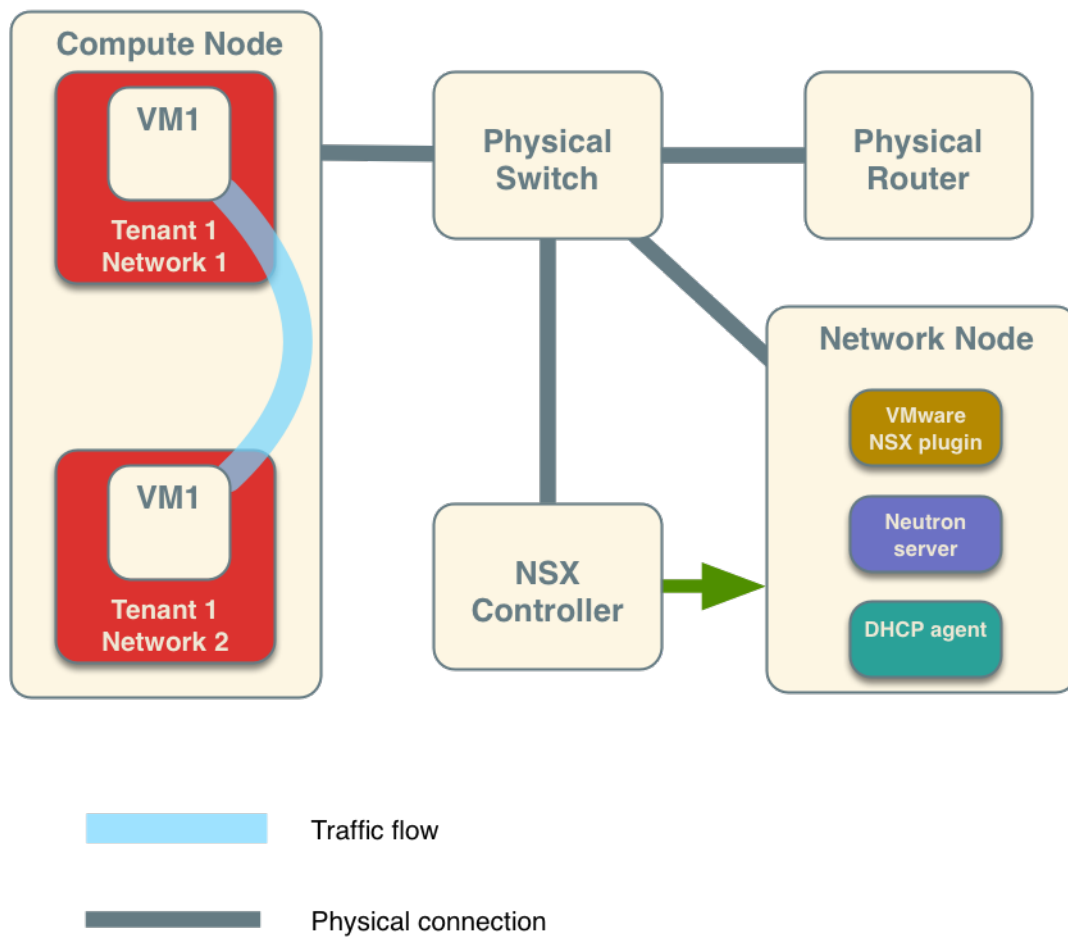 Compute Node
VM1
Tenant 1
Network 1
VM1
Tenant 1
Network 2
Physical
Switch
Physical
Router
NSX
Controller
Network Node
VMware
NSX plugin
Neutron
server
DHCP agent
Traffic flow
Physical connection